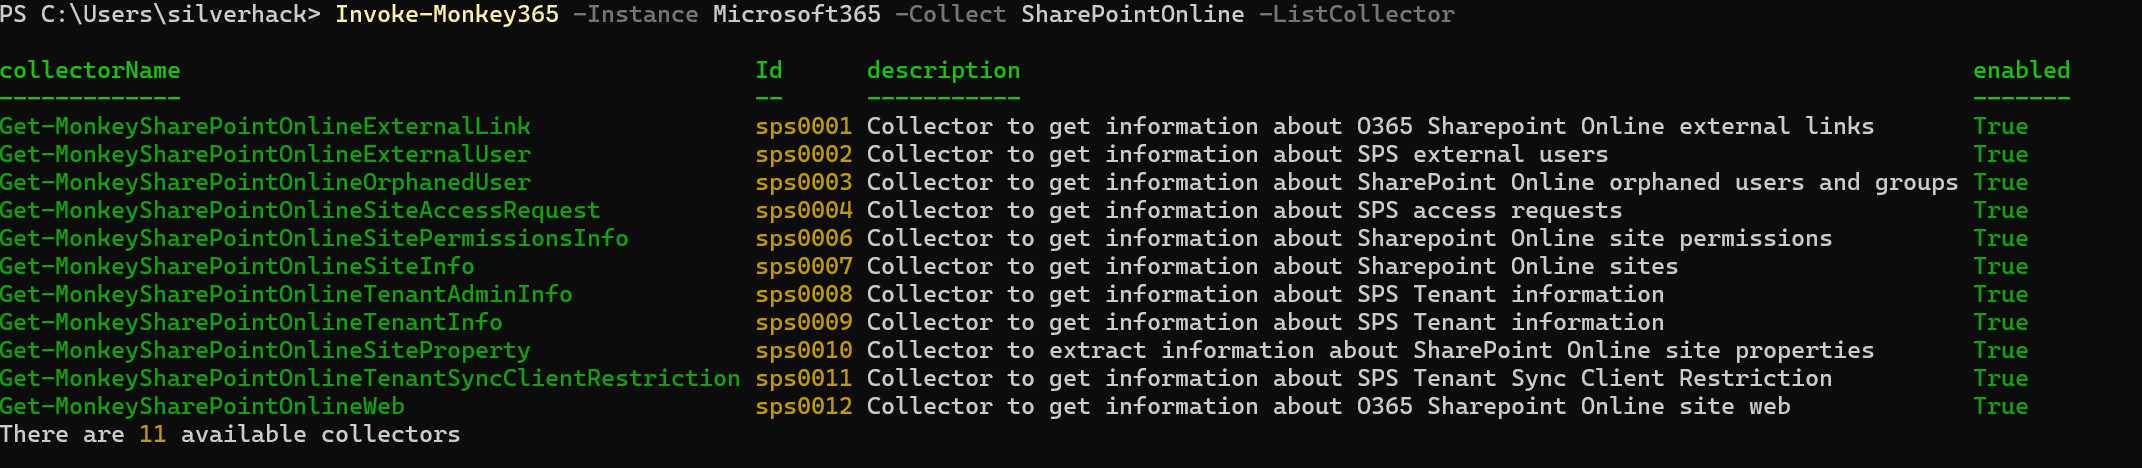 PS C:\Users\silverhack> Invoke-Monkey365 -Instance Microsoft365 -Collect SharePointOnline -ListCollector
collectorName Id description enabled
------------- -- ----------- -------
Get-MonkeySharePointOnlineExternalLink sps0001 Collector to get information about O365 Sharepoint Online external links True
Get-MonkeySharePointOnlineExternalUser sps0002 Collector to get information about SPS external users True
Get-MonkeySharePointOnlineOrphanedUser sps0003 Collector to get information about SharePoint Online orphaned users and groups True
Get-MonkeySharePointOnlineSiteAccessRequest sps0004 Collector to get information about SPS access requests True
Get-MonkeySharePointOnlineSitePermissionsInfo sps0006 Collector to get information about Sharepoint Online site permissions True
Get-MonkeySharePointOnlineSiteInfo sps0007 Collector to get information about Sharepoint Online sites True
Get-MonkeySharePointOnlineTenantAdminInfo sps0008 Collector to get information about SPS Tenant information True
Get-MonkeySharePointOnlineTenantInfo sps0009 Collector to get information about SPS Tenant information True
Get-MonkeySharePointOnlineSiteProperty sps0010 Collector to extract information about SharePoint Online site properties True
Get-MonkeySharePointOnlineTenantSyncClientRestriction sps0011 Collector to get information about SPS Tenant Sync Client Restriction True
Get-MonkeySharePointOnlineWeb sps0012 Collector to get information about O365 Sharepoint Online site web True
There are 11 available collectors